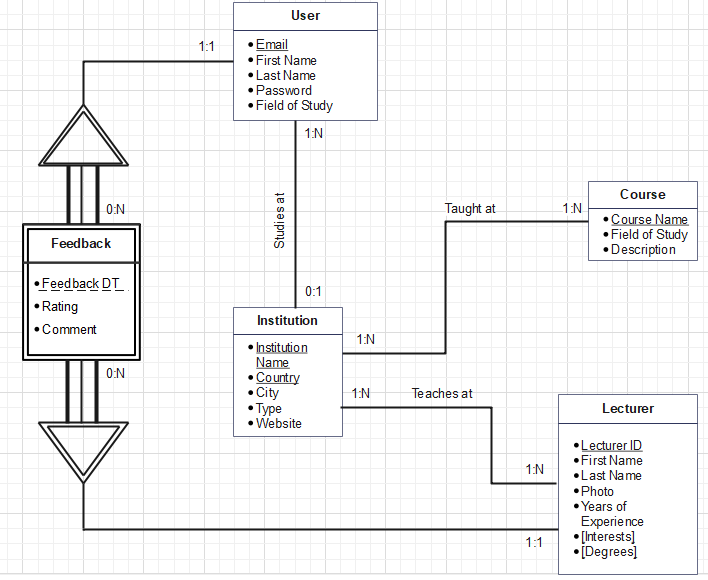 User
Email
First Name
Last Name
Password
Field of Study
1:1
1:N
Studies at
0:1
0:N
Feedback
Feedback DT
Rating
Comment
0:N
Course
Course Name
Field of Study
Description
Taught at
1:N
1:N
Institution
Institution
Name
Country
City
Type
Website
1:N
Teaches at
1:N
1:1
Lecturer
Lecturer ID
First Name
Last Name
Photo
Years of
Experience
[Interests]
[Degrees]